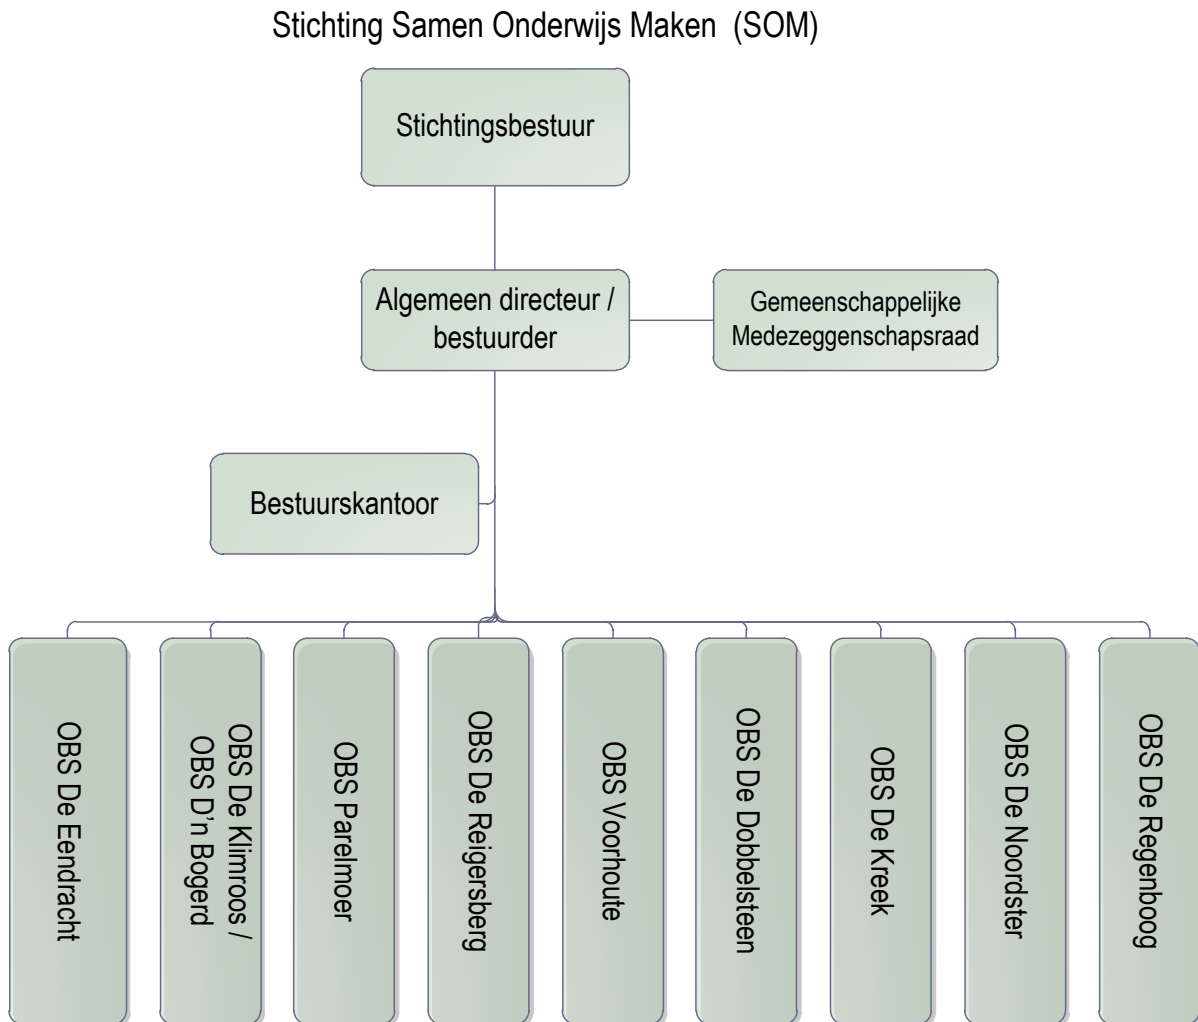 Stichting Samen Onderwijs Maken (SOM)
Stichtingsbestuur
Algemeen directeur /
bestuurder
Gemeenschappelijke
Medezeggenschapsraad
Bestuurskantoor
OBS De Eendracht
OBS De Klimroos /
OBS D’n Bogerd
OBS Parelmoer
OBS De Reigersberg
OBS Voorhoute
OBS De Dobbelsteen
OBS De Kreek
OBS De Noordster
OBS De Regenboog